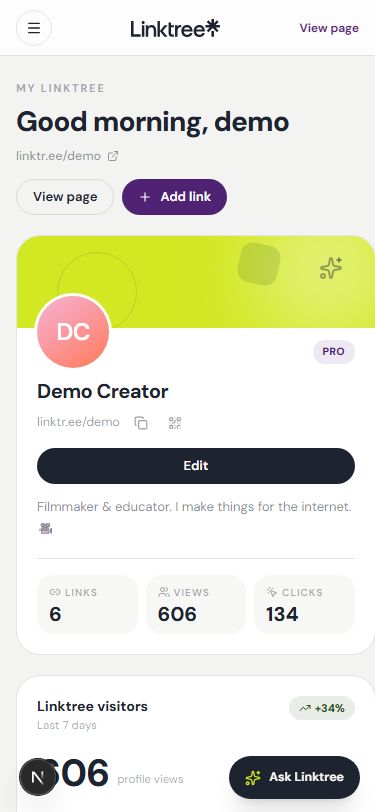 Linktree
View page
MY LINKTREE
Good morning, demo
linktr.ee/demo
View page
+ Add link
DC
PRO
Demo Creator
linktr.ee/demo
Edit
Filmmaker & educator. I make things for the internet.
🎥
LINKS
VIEWS
CLICKS
6
606
134
Linktree visitors
+34%
Last 7 days
606 profile views
N
Ask Linktree